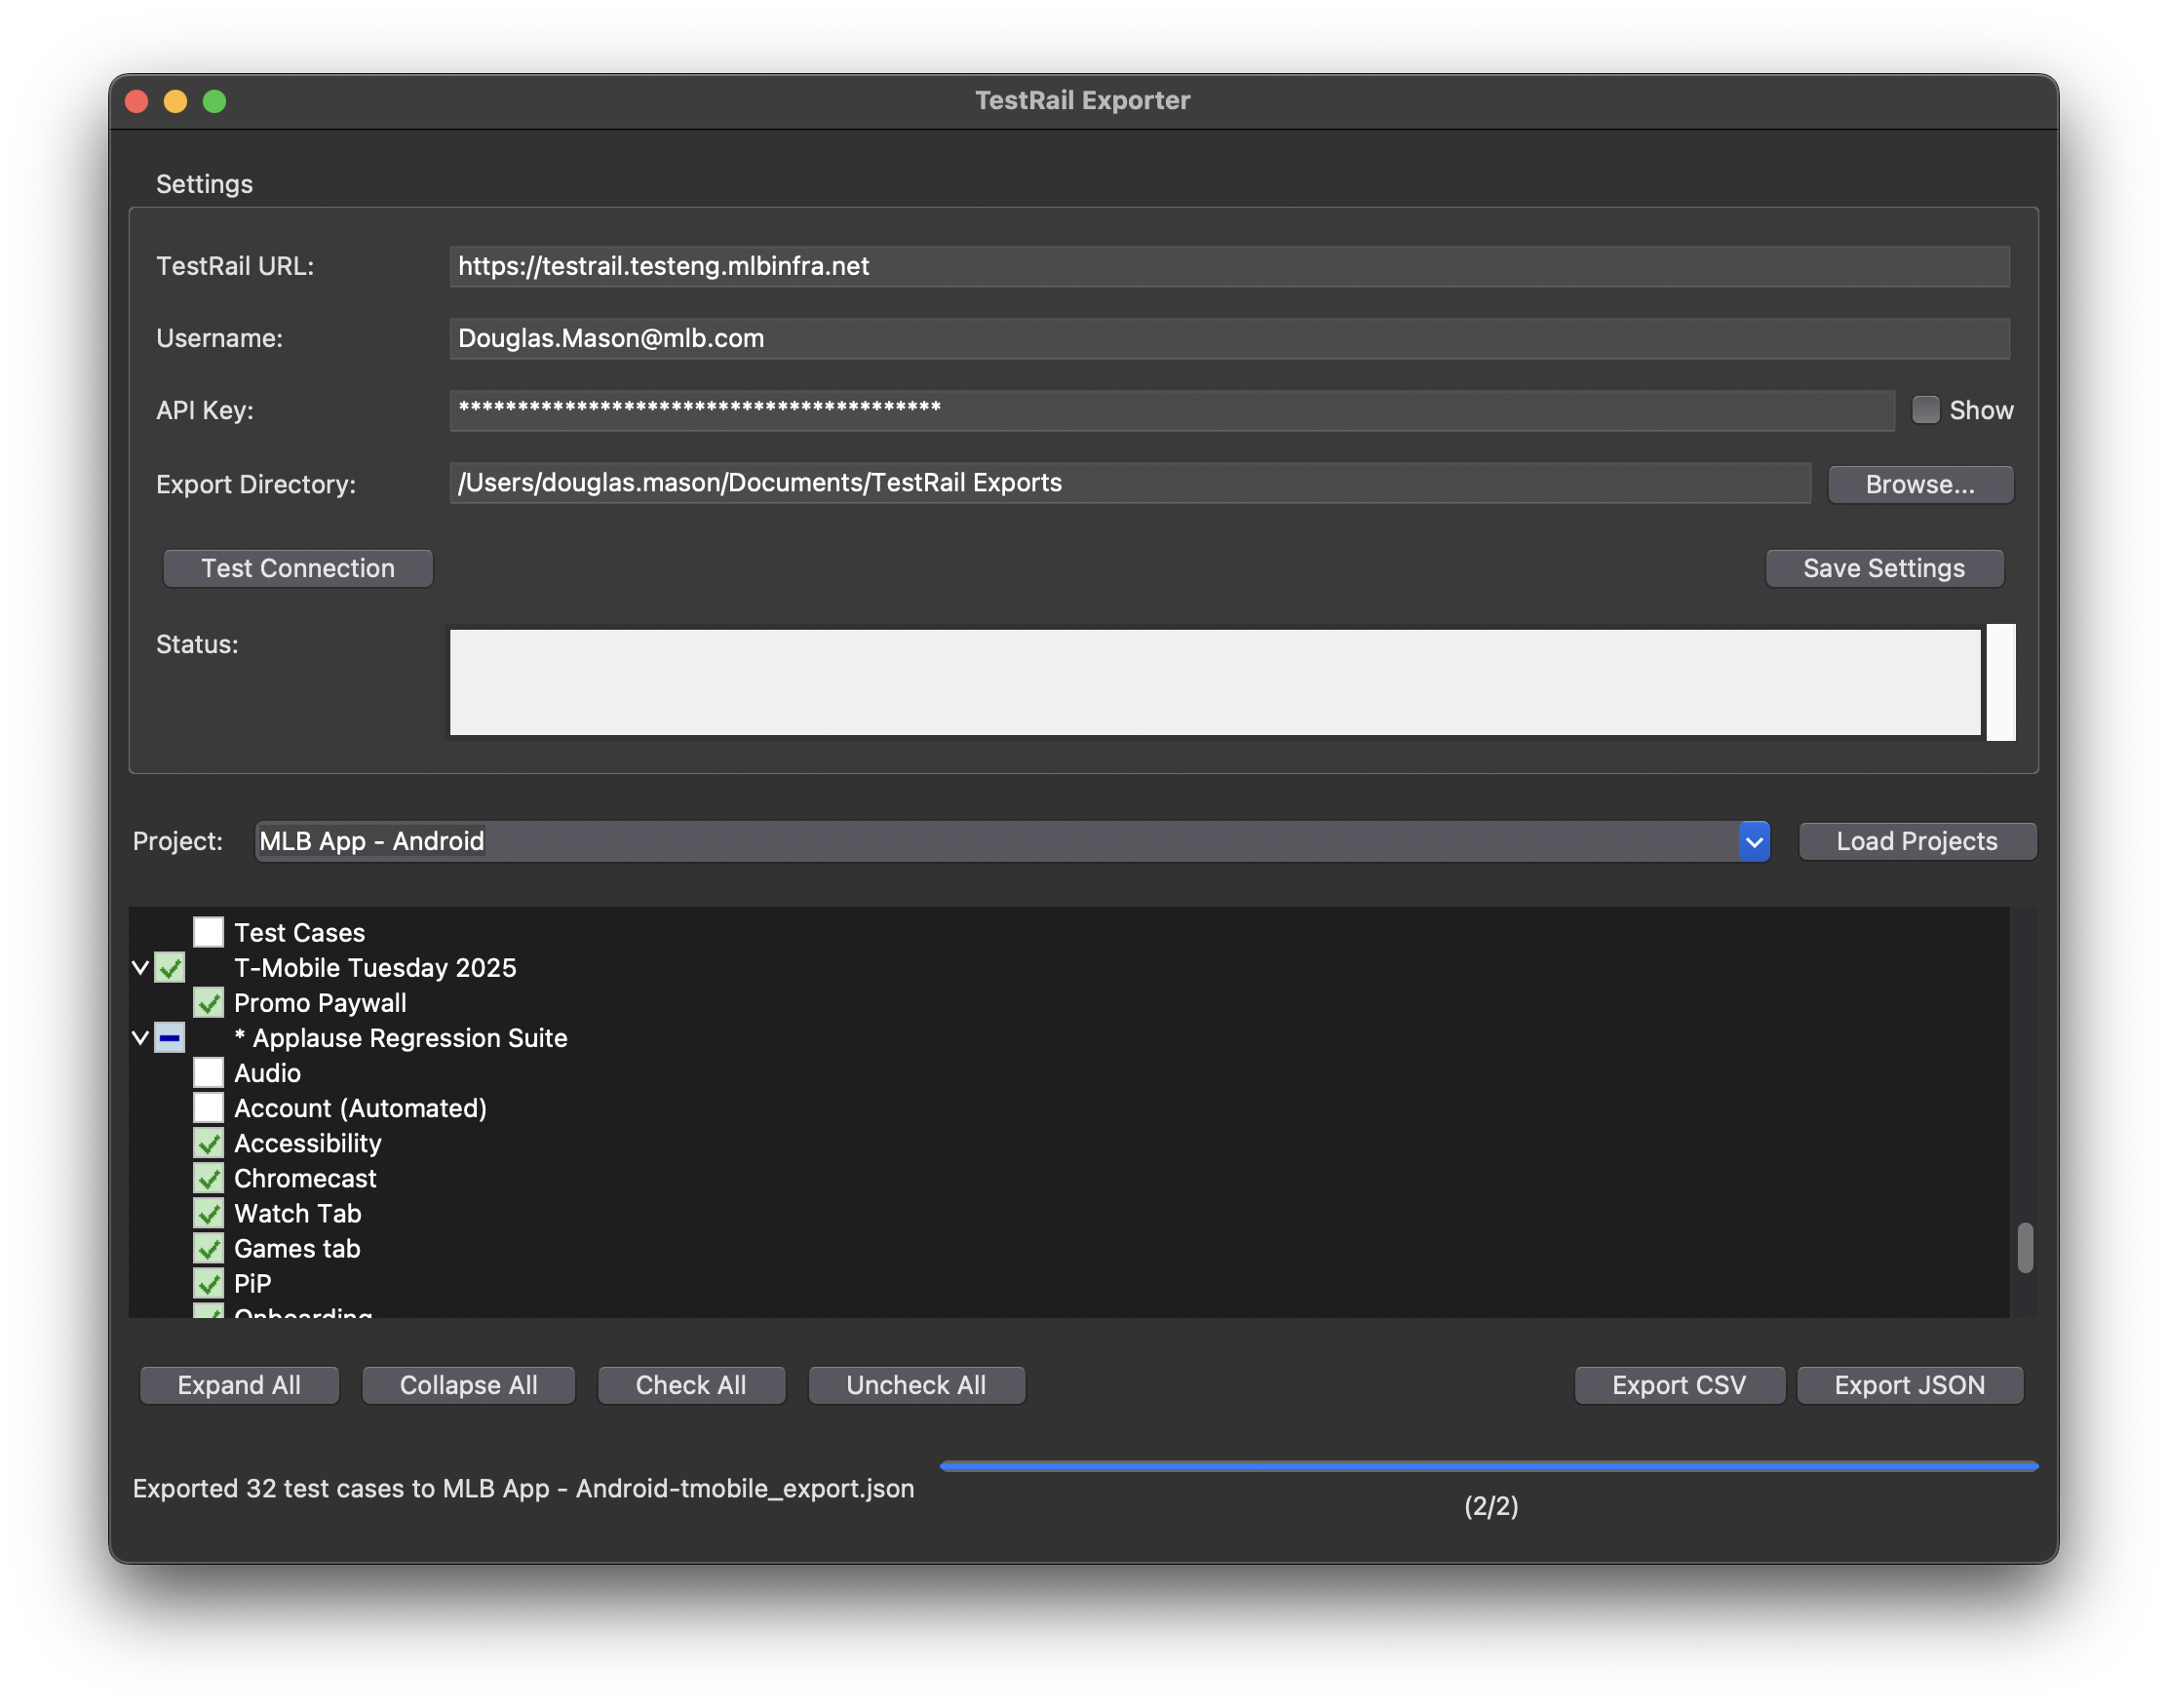 TestRail Exporter
Settings
TestRail URL: https://testrail.testeng.mlbinfra.net
Username: Douglas.Mason@mlb.com
API Key: **************************************** Show
Export Directory: /Users/douglas.mason/Documents/TestRail Exports Browse...
Test Connection Save Settings
Status:
Project: MLB App - Android Load Projects
Test Cases
T-Mobile Tuesday 2025
Promo Paywall
* Applause Regression Suite
Audio
Account (Automated)
Accessibility
Chromecast
Watch Tab
Games tab
PiP
Onboarding
Expand All Collapse All Check All Uncheck All Export CSV Export JSON
Exported 32 test cases to MLB App - Android-tmobile_export.json
(2/2)